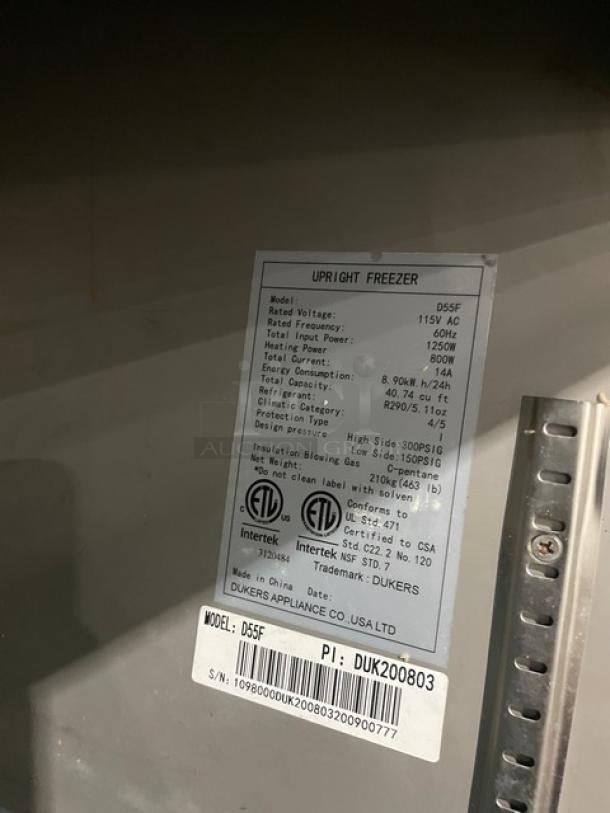 UPRIGHT FREEZER
Model: D55F
Rated Voltage: 115V AC
Rated Frequency: 60Hz
Total Input Power: 1250W
Heating Power 800W
Total Current: 14A
Energy Consumption: 8.90kW.h/24h
Total Capacity: 40.74 cu ft
Refrigerant: R290/5.11oz
Climatic Category: 4/5
Protection Type I
Design pressure High Side:300PSIG
Low Side:150PSIG
Insulation Blowing Gas C-pentane
Net Weight: 210kg(463 lb)
*Do not clean label with solven
C ETL US
Intertek
3120484
ETL
Intertek
Conforms to
UL Std.471
Certified to CSA
Std.C22.2 No.120
NSF STD.7
Trademark:DUKERS
Made in China Date:
DUKERS APPLIANCE CO.,USA LTD
MODEL: D55F
PI: DUK200803
S/N: 1098000DUK200803200900777
AUCTION GR